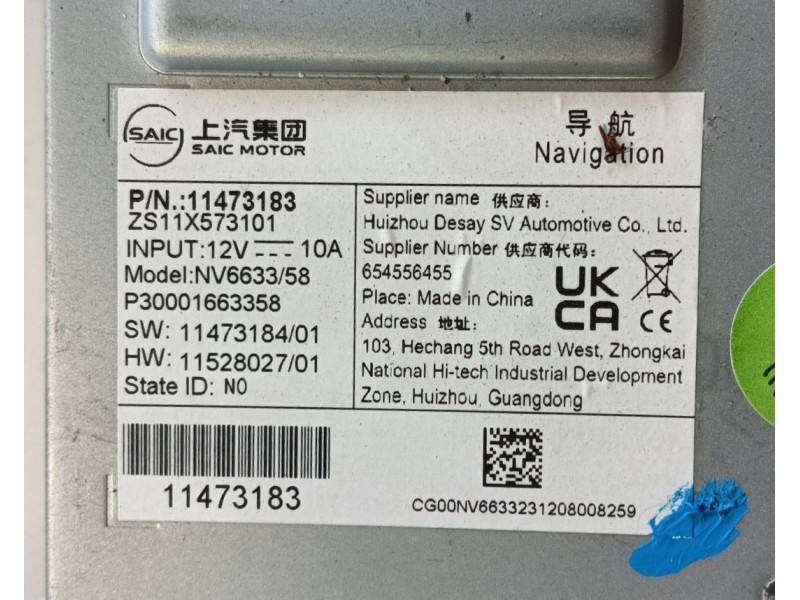 SAIC 上汽集团
SAIC MOTOR
导航
Navigation
P/N.:11473183
ZS11X573101
INPUT:12V 10A
Model:NV6633/58
P30001663358
SW: 11473184/01
HW: 11528027/01
State ID: NO
Supplier name 供应商:
Huizhou Desay SV Automotive Co., Ltd.
Supplier Number 供应商代码:
654556455
Place: Made in China
Address 地址:
103, Hechang 5th Road West, Zhongkai
National Hi-tech Industrial Development
Zone, Huizhou, Guangdong
UK
CA
CE
11473183
CG00NV6633231208008259